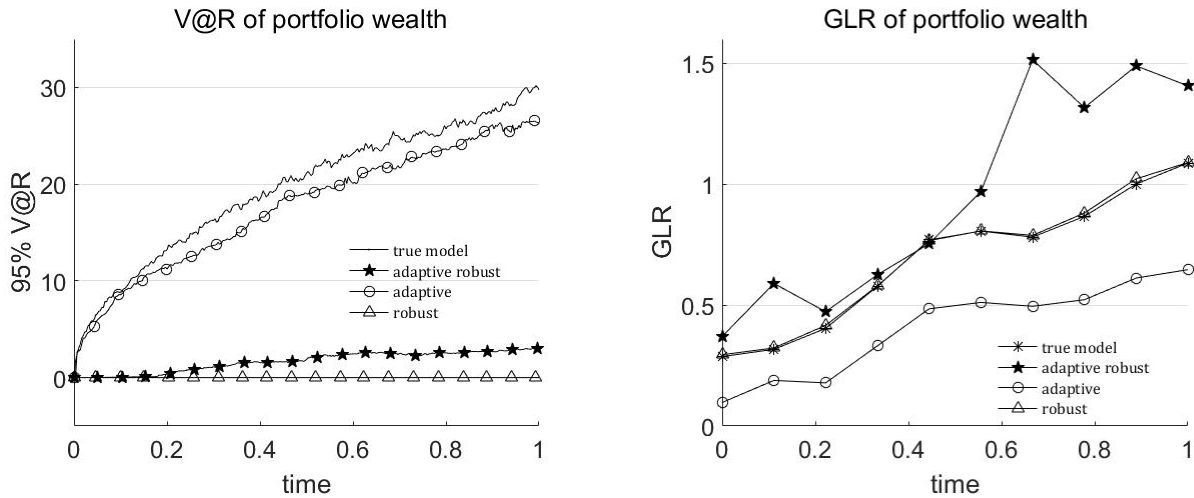 V@R of portfolio wealth
30
20
10
0
95% V@R
true model
adaptive robust
adaptive
robust
0
0.2
0.4
0.6
0.8
1
time
GLR of portfolio wealth
1.5
1
0.5
0
GLR
true model
adaptive robust
adaptive
robust
0
0.2
0.4
0.6
0.8
1
time